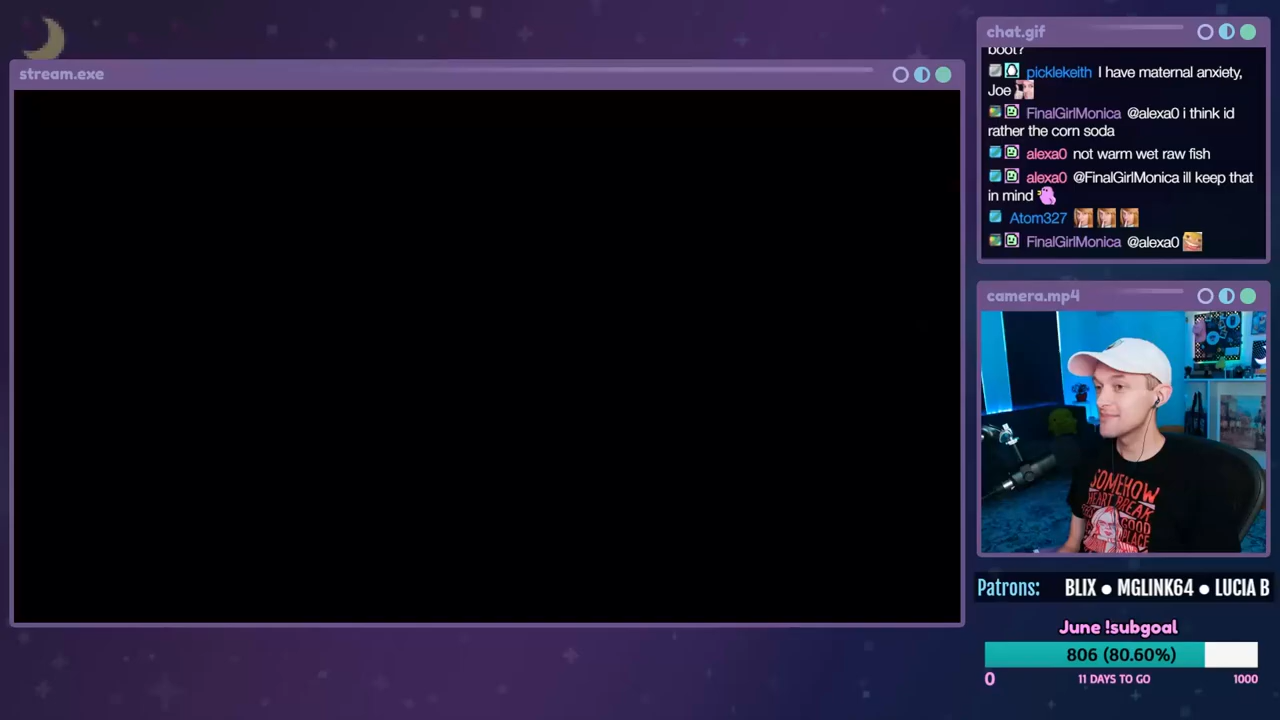 stream.exe
chat.gif
boot?
picklekeith I have maternal anxiety,
Joe
FinalGirlMonica @alexa0 i think id
rather the corn soda
alexa0 not warm wet raw fish
alexa0 @FinalGirlMonica ill keep that
in mind
Atom327
FinalGirlMonica @alexa0
camera.mp4
SOMEHOW
HEART BREAK
GOOD
PLACE
Patrons: BLIX ● MGLINK64 ● LUCIA B
June !subgoal
806 (80.60%)
0 11 DAYS TO GO 1000